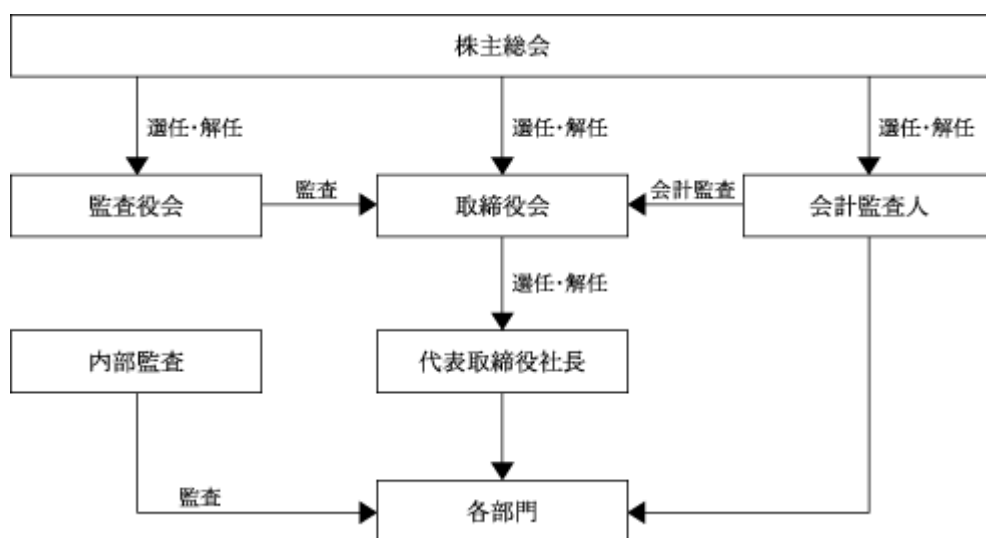 株主総会
選任・解任
選任・解任
選任・解任
監査役会
監査
取締役会
会計監査
会計監査人
選任・解任
内部監査
代表取締役社長
監査
各部門